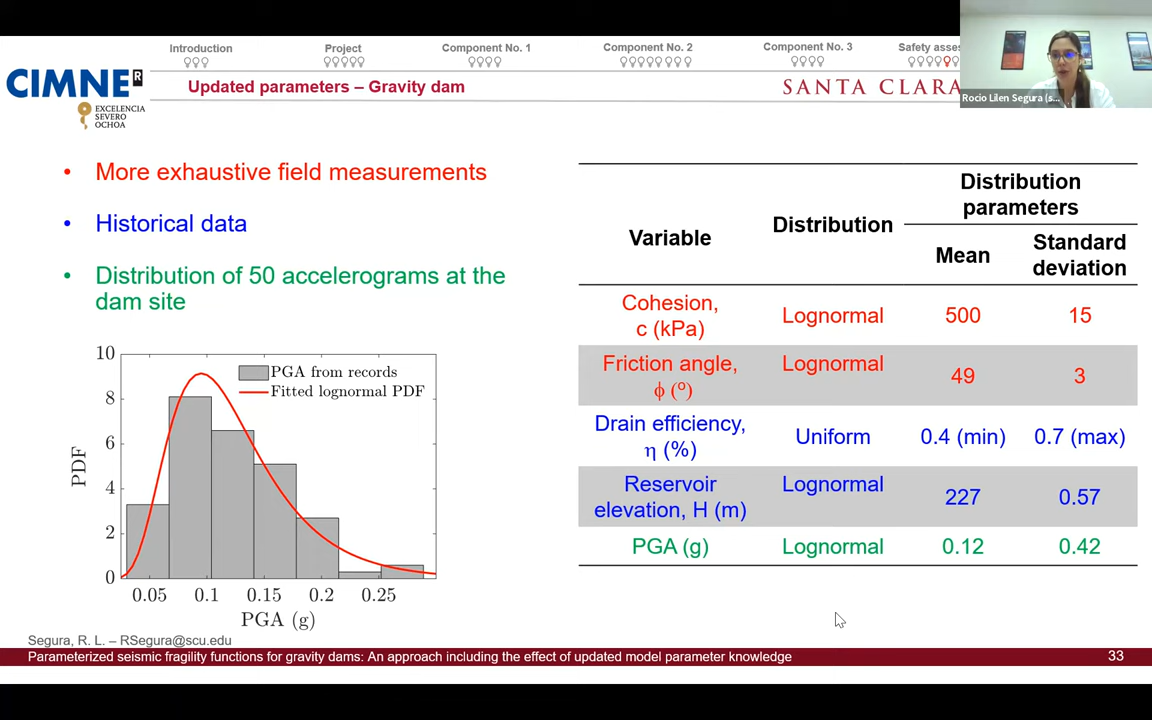 Introduction
Project
Component No. 1
Component No. 2
Component No. 3
Safety asses
CIMNE R
EXCELENCIA
SEVERO
OCHOA
Updated parameters – Gravity dam
SANTA CLARA
Rocio Lilen Segura (s...
• More exhaustive field measurements
• Historical data
• Distribution of 50 accelerograms at the
dam site
10
8
6
4
2
0
PDF
PGA from records
Fitted lognormal PDF
0.05 0.1 0.15 0.2 0.25
PGA (g)
Variable
Distribution
Distribution
parameters
Mean
Standard
deviation
Cohesion,
c (kPa)
Lognormal
500
15
Friction angle,
ϕ (º)
Lognormal
49
3
Drain efficiency,
η (%)
Uniform
0.4 (min)
0.7 (max)
Reservoir
elevation, H (m)
Lognormal
227
0.57
PGA (g)
Lognormal
0.12
0.42
Segura, R. L. – RSegura@scu.edu
Parameterized seismic fragility functions for gravity dams: An approach including the effect of updated model parameter knowledge
33